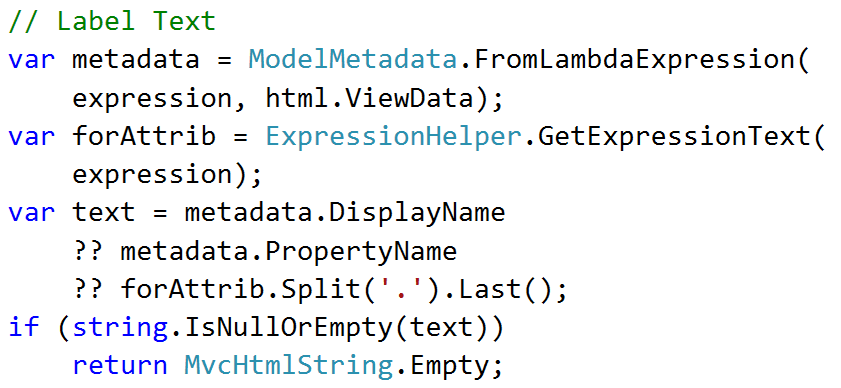 // Label Text
var metadata = ModelMetadata.FromLambdaExpression(
    expression, html.ViewData);
var forAttrib = ExpressionHelper.GetExpressionText(
    expression);
var text = metadata.DisplayName
    ?? metadata.PropertyName
    ?? forAttrib.Split('.').Last();
if (string.IsNullOrEmpty(text))
    return MvcHtmlString.Empty;